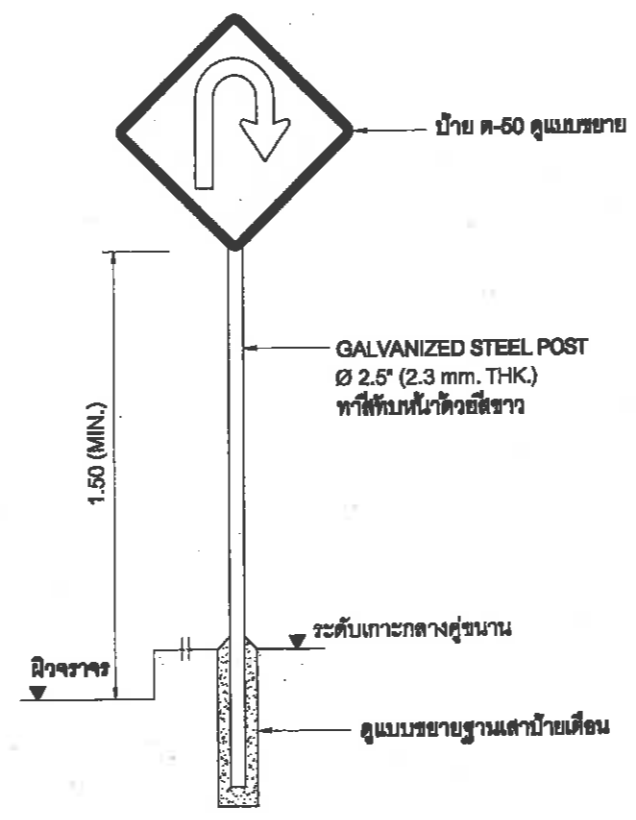 ป้าย ต-50 ดูแบบขยาย
GALVANIZED STEEL POST
Ø 2.5" (2.3 mm. THK.)
ทาสีทับหน้าด้วยสีขาว
1.50 (MIN.)
ระดับเกาะกลางคู่ขนาน
ผิวจราจร
ดูแบบขยายฐานเสาป้ายเตือน